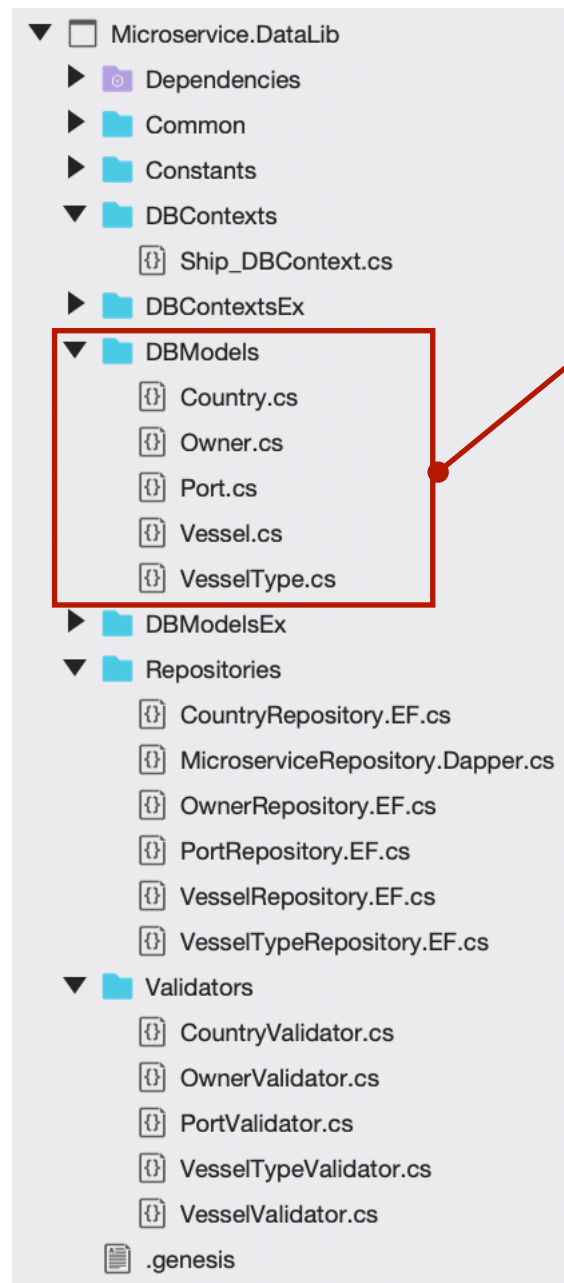 Microservice.DataLib
Dependencies
Common
Constants
DBContexts
Ship_DBContext.cs
DBContextsEx
DBModels
Country.cs
Owner.cs
Port.cs
Vessel.cs
VesselType.cs
DBModelsEx
Repositories
CountryRepository.EF.cs
MicroserviceRepository.Dapper.cs
OwnerRepository.EF.cs
PortRepository.EF.cs
VesselRepository.EF.cs
VesselTypeRepository.EF.cs
Validators
CountryValidator.cs
OwnerValidator.cs
PortValidator.cs
VesselTypeValidator.cs
VesselValidator.cs
.genesis